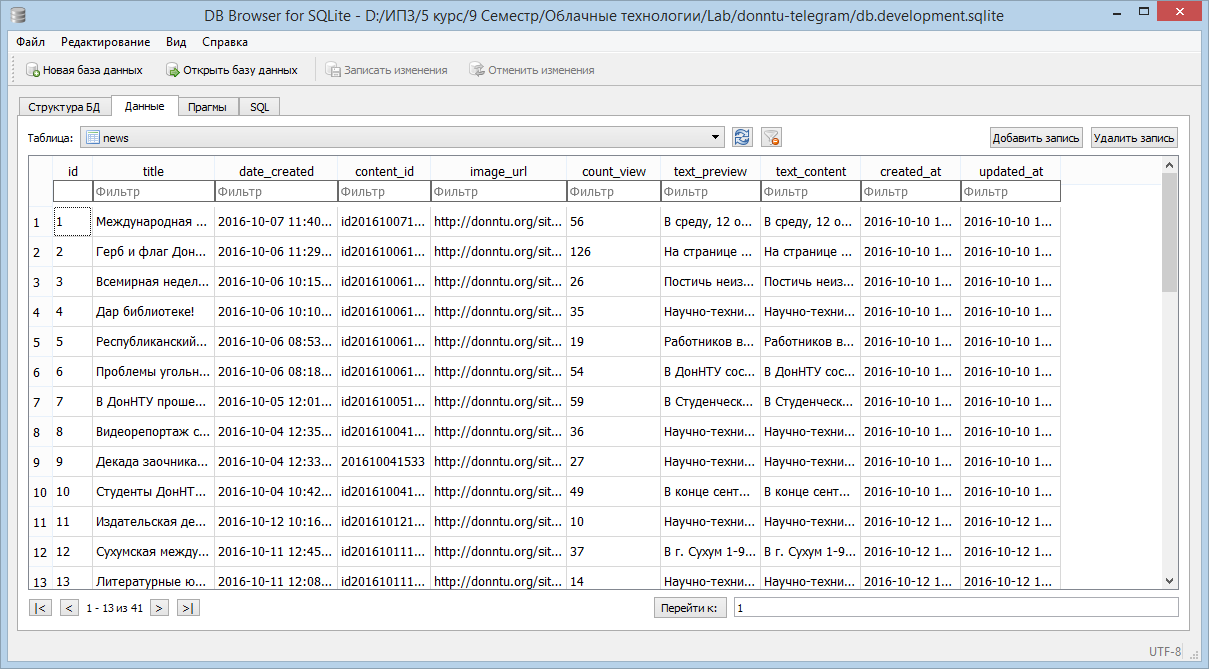 DB Browser for SQLite - D:/ИПЗ/5 курс/9 Семестр/Облачные технологии/Lab/donntu-telegram/db.development.sqlite
Файл Редактирование Вид Справка
Новая база данных Открыть базу данных Записать изменения Отменить изменения
Структура БД Данные Прагмы SQL
Таблица: news Добавить запись Удалить запись
id title date_created content_id image_url count_view text_preview text_content created_at updated_at
Фильтр Фильтр Фильтр Фильтр Фильтр Фильтр Фильтр Фильтр Фильтр
1 1 Международная ... 2016-10-07 11:40... id201610071... http://donntu.org/sit... 56 В среду, 12 о... В среду, 12 о... 2016-10-10 1... 2016-10-10 1...
2 2 Герб и флаг Дон... 2016-10-06 11:29... id201610061... http://donntu.org/sit... 126 На странице ... На странице ... 2016-10-10 1... 2016-10-10 1...
3 3 Всемирная недел... 2016-10-06 10:15... id201610061... http://donntu.org/sit... 26 Постичь неиз... Постичь неиз... 2016-10-10 1... 2016-10-10 1...
4 4 Дар библиотеке! 2016-10-06 10:10... id201610061... http://donntu.org/sit... 35 Научно-техни... Научно-техни... 2016-10-10 1... 2016-10-10 1...
5 5 Республиканский... 2016-10-06 08:53... id201610061... http://donntu.org/sit... 19 Работников в... Работников в... 2016-10-10 1... 2016-10-10 1...
6 6 Проблемы угольн... 2016-10-06 08:18... id201610061... http://donntu.org/sit... 54 В ДонНТУ сос... В ДонНТУ сос... 2016-10-10 1... 2016-10-10 1...
7 7 В ДонНТУ проше... 2016-10-05 12:01... id201610051... http://donntu.org/sit... 59 В Студенческ... В Студенческ... 2016-10-10 1... 2016-10-10 1...
8 8 Видеорепортаж с... 2016-10-04 12:35... id201610041... http://donntu.org/sit... 36 Научно-техни... Научно-техни... 2016-10-10 1... 2016-10-10 1...
9 9 Декада заочника... 2016-10-04 12:33... 201610041533 http://donntu.org/sit... 27 Научно-техни... Научно-техни... 2016-10-10 1... 2016-10-10 1...
10 10 Студенты ДонНТ... 2016-10-04 10:42... id201610041... http://donntu.org/sit... 49 В конце сент... В конце сент... 2016-10-10 1... 2016-10-10 1...
11 11 Издательская де... 2016-10-12 10:16... id201610121... http://donntu.org/sit... 10 Научно-техни... Научно-техни... 2016-10-12 1... 2016-10-12 1...
12 12 Сухумская между... 2016-10-11 12:45... id201610111... http://donntu.org/sit... 37 В г. Сухум 1-9... В г. Сухум 1-9... 2016-10-12 1... 2016-10-12 1...
13 13 Литературные ю... 2016-10-11 12:08... id201610111... http://donntu.org/sit... 14 Научно-техни... Научно-техни... 2016-10-12 1... 2016-10-12 1...
|< < 1 - 13 из 41 > >| Перейти к: 1
UTF-8